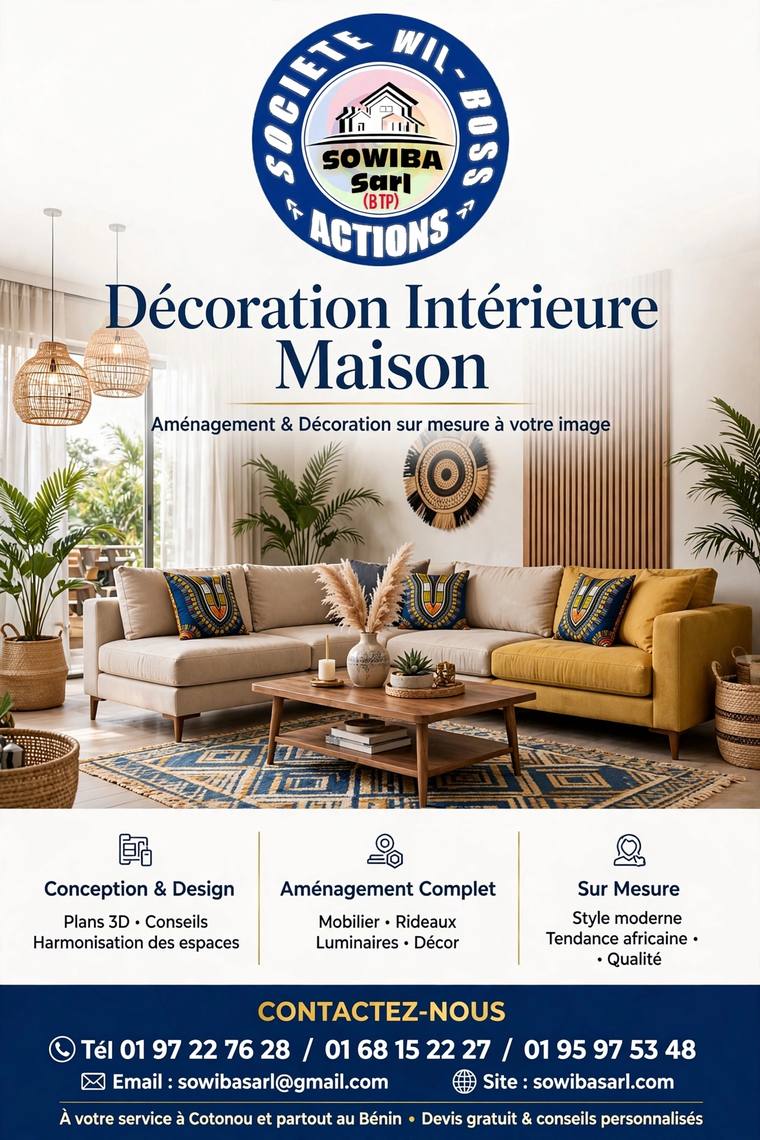 SOCIETE WIL-BOSS
SOWIBA
Sarl
(BTP)
« ACTIONS »
Décoration Intérieure
Maison
Aménagement & Décoration sur mesure à votre image
Conception & Design
Plans 3D • Conseils
Harmonisation des espaces
Aménagement Complet
Mobilier • Rideaux
Luminaires • Décor
Sur Mesure
Style moderne
Tendance africaine •
• Qualité
CONTACTEZ-NOUS
Tél 01 97 22 76 28 / 01 68 15 22 27 / 01 95 97 53 48
Email : sowibasarl@gmail.com Site : sowibasarl.com
À votre service à Cotonou et partout au Bénin • Devis gratuit & conseils personnalisés